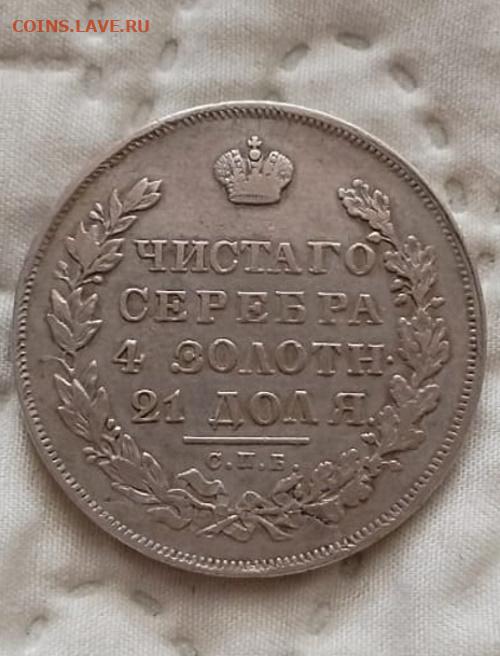 COINS.LAVE.RU
ЧИСТАГО
СЕРЕБРА
4 ЗОЛОТН.
21 ДОЛЯ.
С.П.Б.